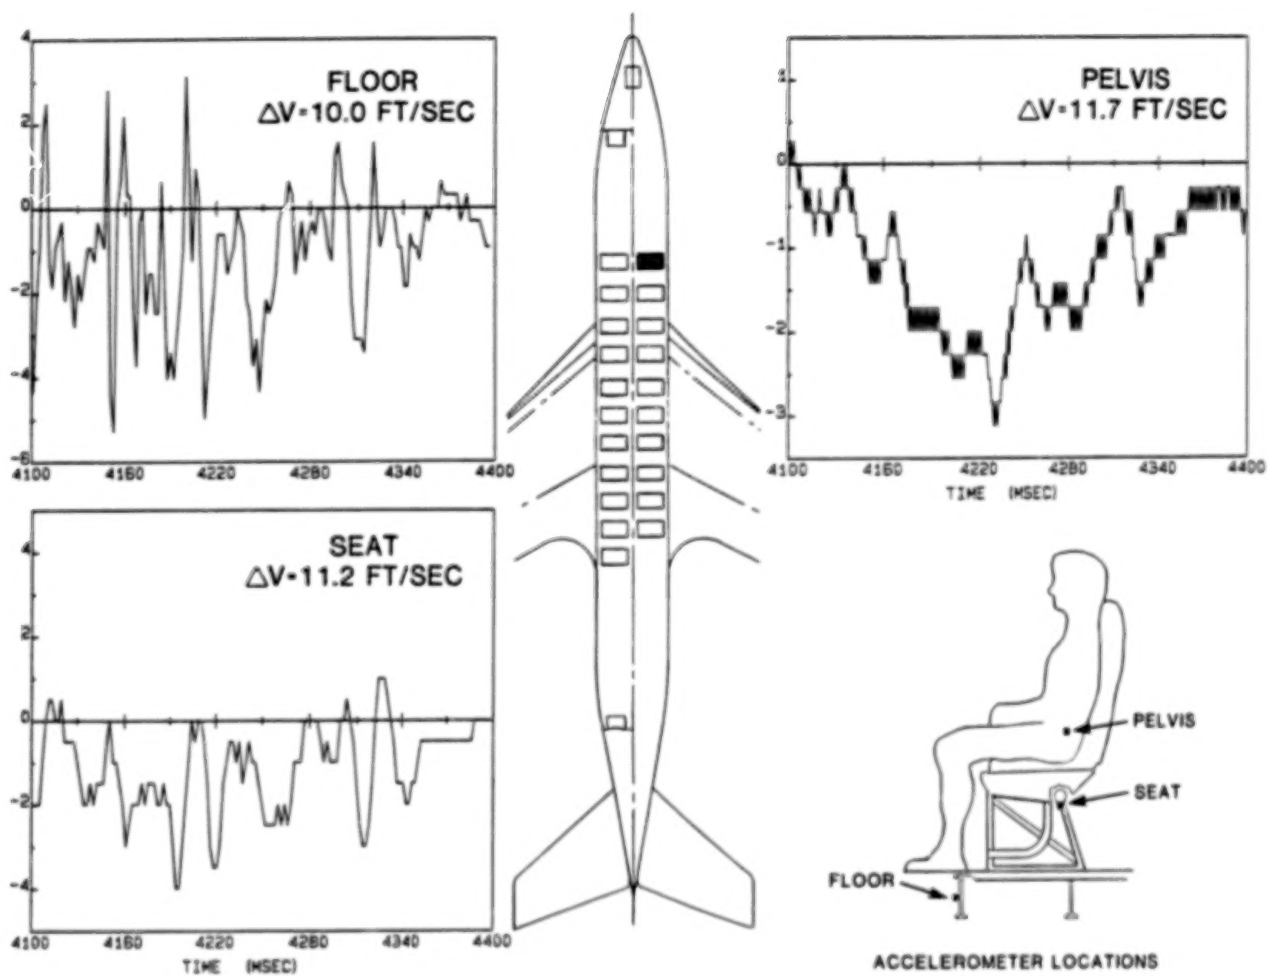 FLOOR
△V=10.0 FT/SEC
4
2
0
-2
-4
-6
4100 4160 4220 4280 4340 4400
PELVIS
△V=11.7 FT/SEC
0
-1
-2
-3
4100 4160 4220 4280 4340 4400
TIME (MSEC)
SEAT
△V=11.2 FT/SEC
4
2
0
-2
-4
4100 4160 4220 4280 4340 4400
TIME (MSEC)
PELVIS
SEAT
FLOOR
ACCELEROMETER LOCATIONS